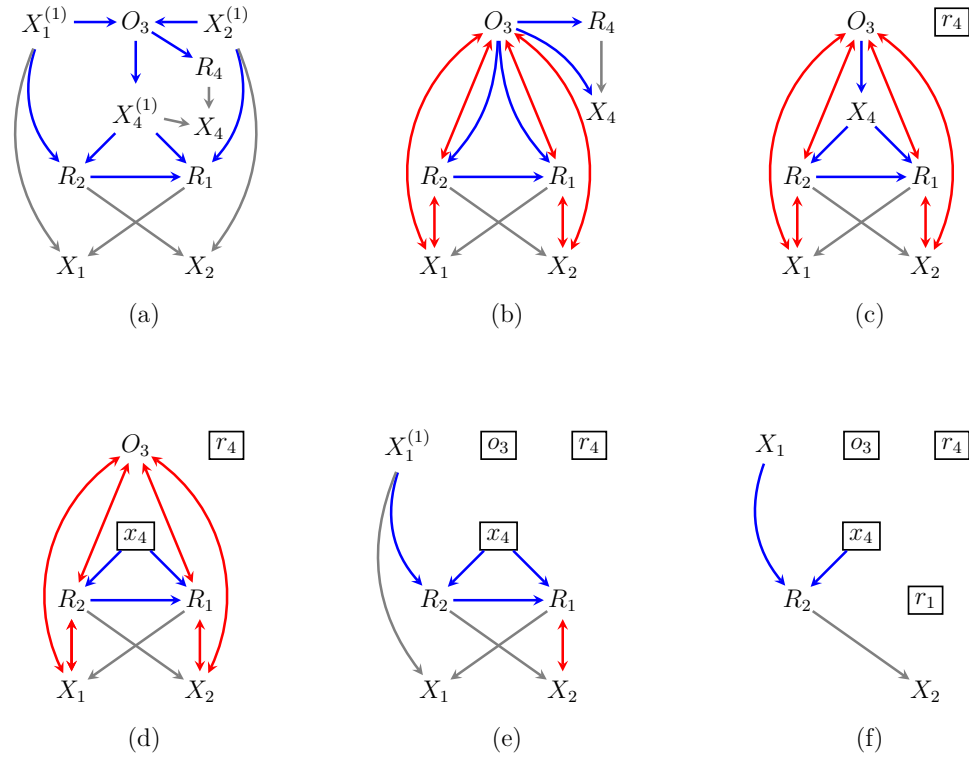 X_1^{(1)} O_3 X_2^{(1)}
R_4
X_4^{(1)} X_4
R_2 R_1
X_1 X_2
(a)
O_3 R_4
X_4
R_2 R_1
X_1 X_2
(b)
O_3 r_4
X_4
R_2 R_1
X_1 X_2
(c)
O_3 r_4
x_4
R_2 R_1
X_1 X_2
(d)
X_1^{(1)} o_3 r_4
x_4
R_2 R_1
X_1 X_2
(e)
X_1 o_3 r_4
x_4
R_2 r_1
X_2
(f)